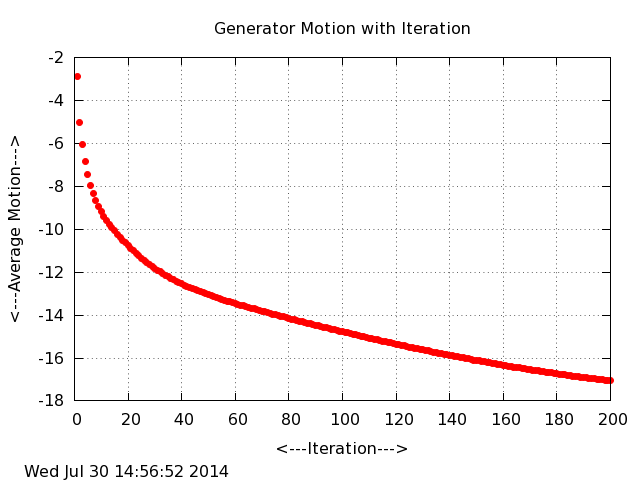 Generator Motion with Iteration
-2
-4
-6
-8
-10
-12
-14
-16
-18
<---Average Motion--->
0 20 40 60 80 100 120 140 160 180 200
<---Iteration--->
Wed Jul 30 14:56:52 2014